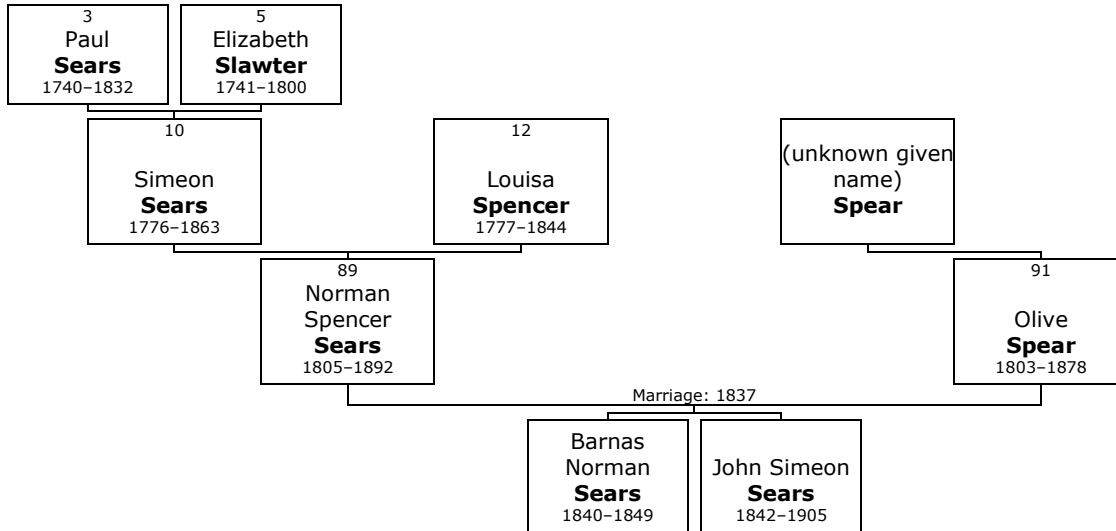 3
Paul
Sears
1740–1832
5
Elizabeth
Slawter
1741–1800
10
Simeon
Sears
1776–1863
12
Louisa
Spencer
1777–1844
(unknown given
name)
Spear
89
Norman
Spencer
Sears
1805–1892
91
Olive
Spear
1803–1878
Marriage: 1837
Barnas
Norman
Sears
1840–1849
John Simeon
Sears
1842–1905